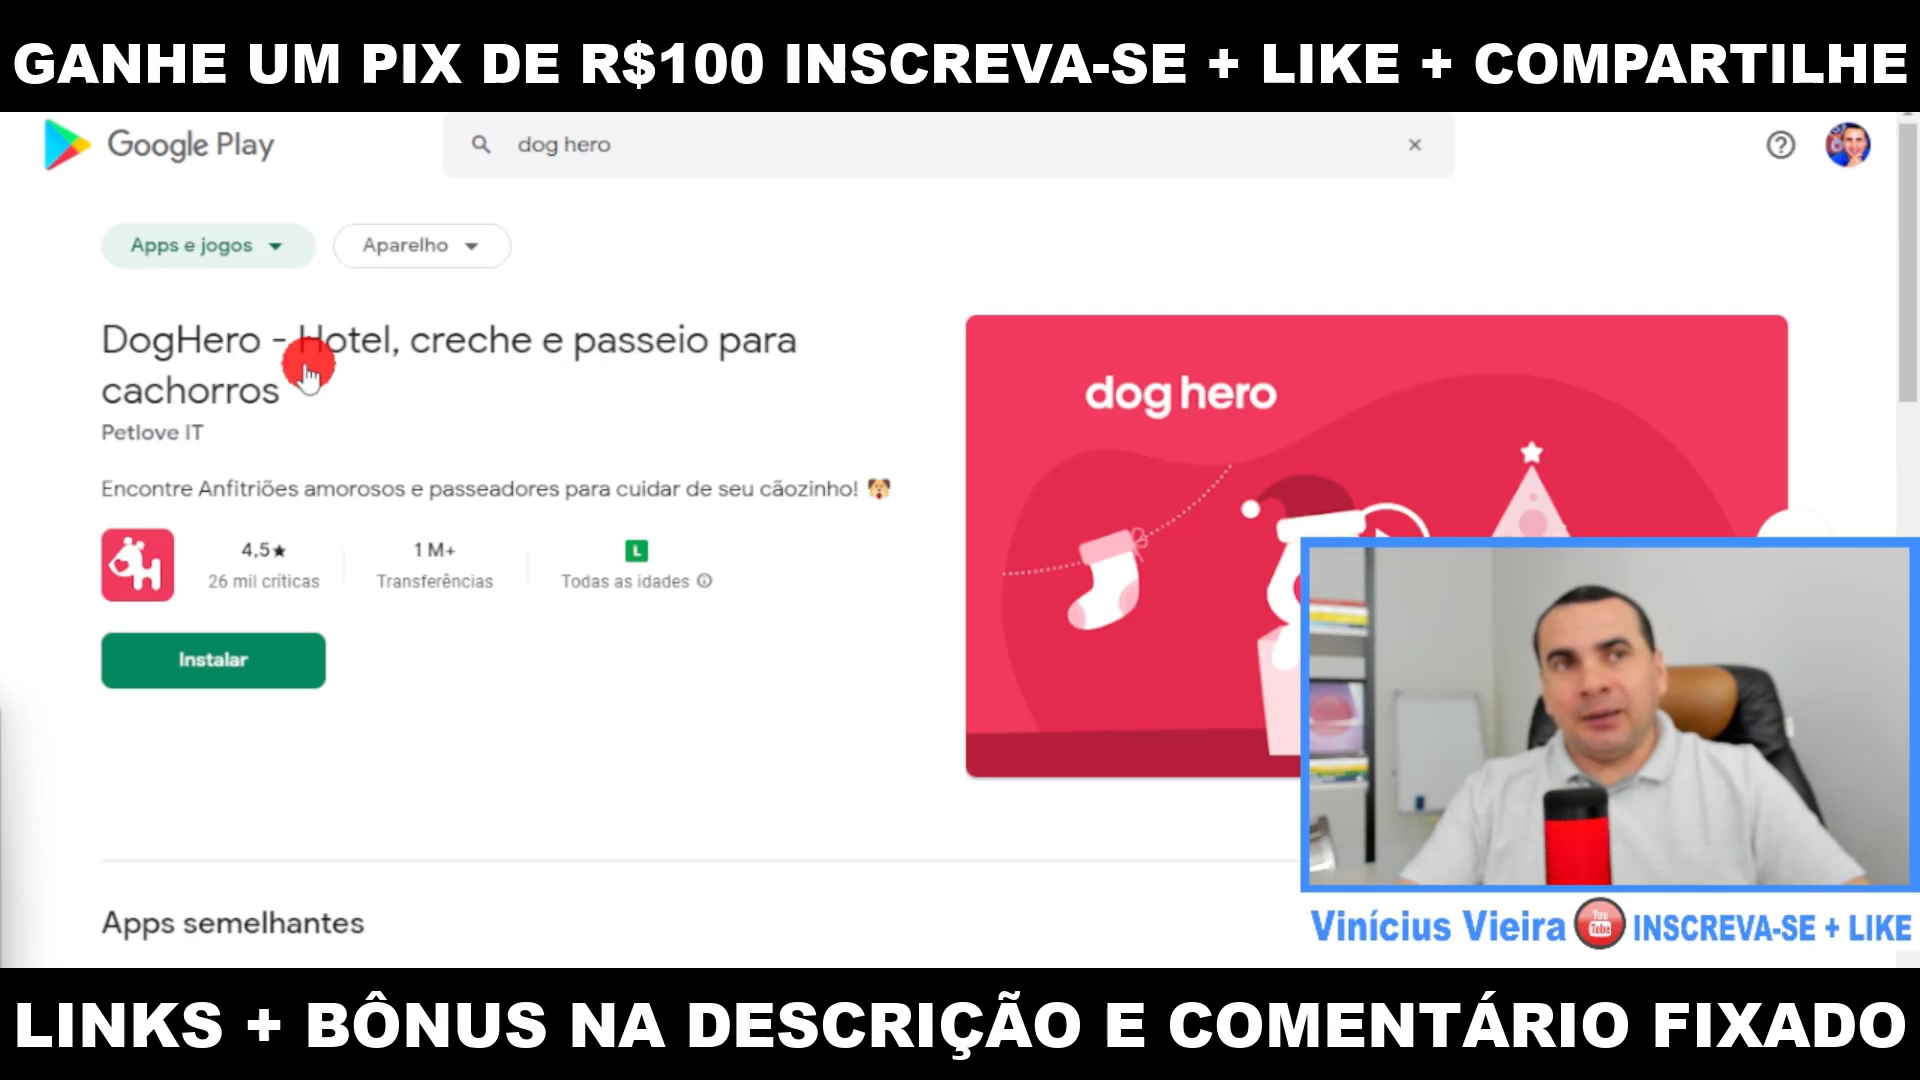 GANHE UM PIX DE R$100 INSCREVA-SE + LIKE + COMPARTILHE
Google Play
dog hero
Apps e jogos
Aparelho
DogHero - Hotel, creche e passeio para
cachorros
Petlove IT
Encontre Anfitriões amorosos e passeadores para cuidar de seu cãozinho!
4,5★
26 mil críticas
1 M+
Transferências
L
Todas as idades
Instalar
dog hero
Apps semelhantes
Vinícius Vieira
You
Tube
INSCREVA-SE + LIKE
LINKS + BÔNUS NA DESCRIÇÃO E COMENTÁRIO FIXADO